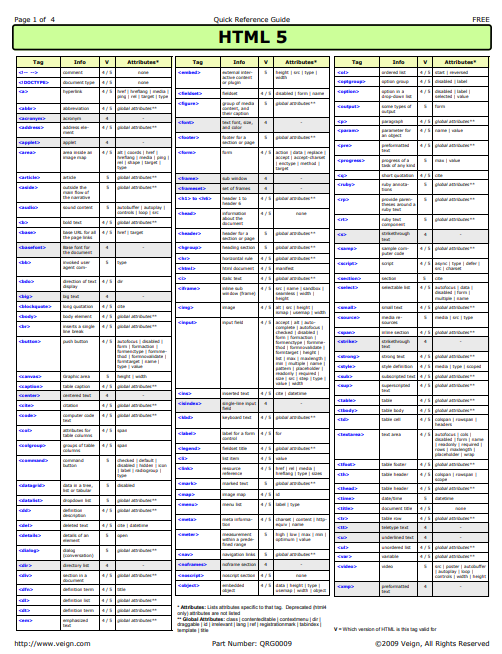 Page 1 of 4
Quick Reference Guide
FREE
HTML 5
Tag Info V Attributes*
<!-- --> comment 4 / 5 none
<!DOCTYPE> document type 4 / 5 none
<a> hyperlink 4 / 5 href | hreflang | media |
ping | rel | target | type
<abbr> abbreviation 4 / 5 global attributes**
<acronym> acronym 4 -
<address> address ele-
ment 4 / 5 global attributes**
<applet> applet 4 -
<area> area inside an
image map 4 / 5 alt | coords | href |
hreflang | media | ping |
rel | shape | target |
type
<article> article 5 global attributes**
<aside> outside the
main flow of
the narrative 5 global attributes**
<audio> sound content 5 autobuffer | autoplay |
controls | loop | src
<b> bold text 4 / 5 global attributes**
<base> base URL for all
the page links 4 / 5 href | target
<basefont> Base font for
the document 4 -
<bb> invoked user
agent com- 5 type
<bdo> direction of text
display 4 / 5 dir
<big> big text 4 -
<blockquote> long quotation 4 / 5 cite
<body> body element 4 / 5 global attributes**
<br> inserts a single
line break 4 / 5 global attributes**
<button> push button 4 / 5 autofocus | disabled |
form | formaction |
formenctype | formme-
thod | formnovalidate |
formtarget | name |
type | value
<canvas> Graphic area 5 height | width
<caption> table caption 4 / 5 global attributes**
<center> centered text 4 -
<cite> citation 4 / 5 global attributes**
<code> computer code
text 4 / 5 global attributes**
<col> attributes for
table columns 4 / 5 span
<colgroup> groups of table
columns 4 / 5 span
<command> command
button 5 checked | default |
disabled | hidden | icon
| label | radiogroup |
type
<datagrid> data in a tree,
list or tabular 5 disabled
<datalist> dropdown list 5 global attributes**
<dd> definition
description 4 / 5 global attributes**
<del> deleted text 4 / 5 cite | datetime
<details> details of an
element 5 open
<dialog> dialog
(conversation) 5 global attributes**
<dir> directory list 4 -
<div> section in a
document 4 / 5 global attributes**
<dfn> definition term 4 / 5 title
<dl> definition list 4 / 5 global attributes**
<dt> definition term 4 / 5 global attributes**
<em> emphasized
text 4 / 5 global attributes**
Tag Info V Attributes*
<embed> external inter-
active content
or plugin 5 height | src | type |
width
<fieldset> fieldset 4 / 5 disabled | form | name
<figure> group of media
content, and
their caption 5 global attributes**
<font> text font, size,
and color 4 -
<footer> footer for a
section or page 5 global attributes**
<form> form 4 / 5 action | data | replace |
accept | accept-charset
| enctype | method |
target
<frame> sub window 4 -
<frameset> set of frames 4 -
<h1> to <h6> header 1 to
header 6 4 / 5 global attributes**
<head> information
about the
document 4 / 5 none
<header> header for a
section or page 5 global attributes**
<hgroup> heading section 5 global attributes**
<hr> horizontal rule 4 / 5 global attributes**
<html> html document 4 / 5 manifest
<i> italic text 4 / 5 global attributes**
<iframe> inline sub
window (frame) 4 / 5 src | name | sandbox |
seamless | width |
height
<img> image 4 / 5 alt | src | height |
ismap | usemap | width
<input> input field 4 / 5 accept | alt | auto-
complete | autofocus |
checked | disabled |
form | formaction |
formenctype | formme-
thod | formnovalidate |
formtarget | height |
list | max | maxlength |
min | multiple | name |
pattern | placeholder |
readonly | required |
size | src | step | type |
value | width
<ins> inserted text 4 / 5 cite | datetime
<isindex> single-line input
field 4 -
<kbd> keyboard text 4 / 5 global attributes**
<label> label for a form
control 4 / 5 for
<legend> fieldset title 4 / 5 global attributes**
<li> list item 4 / 5 value
<link> resource
reference 4 / 5 href | rel | media |
hreflang | type | sizes
<mark> marked text 5 global attributes**
<map> image map 4 / 5 id
<menu> menu list 4 / 5 label | type
<meta> meta informa-
tion 4 / 5 charset | content | http-
equiv | name
<meter> measurement
within a prede-
fined range 5 high | low | max | min |
optimum | value
<nav> navigation links 5 global attributes**
<noframes> noframe section 4 -
<noscript> noscript section 4 / 5 none
<object> embedded
object 4 / 5 data | height | type |
usemap | width | object
* Attributes: Lists attributes specific to that tag. Deprecated (html4
only) attributes are not listed
** Global Attributes: class | contenteditable | contextmenu | dir |
draggable | id | irrelevant | lang | ref | registrationmark | tabindex |
template | title
Tag Info V Attributes*
<ol> ordered list 4 / 5 start | reversed
<optgroup> option group 4 / 5 disabled | label
<option> option in a
drop-down list 4 / 5 disabled | label |
selected | value
<output> some types of
output 5 form
<p> paragraph 4 / 5 global attributes**
<param> parameter for
an object 4 / 5 name | value
<pre> preformatted
text 4 / 5 global attributes**
<progress> progress of a
task of any kind 5 max | value
<q> short quotation 4 / 5 cite
<ruby> ruby annota-
tions 5 global attributes**
<rp> provide paren-
theses around a
ruby text 5 global attributes**
<rt> ruby text
component 5 global attributes**
<s> strikethrough
text 4 -
<samp> sample com-
puter code 4 / 5 global attributes**
<script> script 4 / 5 async | type | defer |
src | charset
<section> section 5 cite
<select> selectable list 4 / 5 autofocus | data |
disabled | form |
multiple | name
<small> small text 4 / 5 global attributes**
<source> media re-
sources 5 media | src | type
<span> inline section 4 / 5 global attributes**
<strike> strikethrough
text 4 -
<strong> strong text 4 / 5 global attributes**
<style> style definition 4 / 5 media | type | scoped
<sub> subscripted text 4 / 5 global attributes**
<sup> superscripted
text 4 / 5 global attributes**
<table> table 4 / 5 global attributes**
<tbody> table body 4 / 5 global attributes**
<td> table cell 4 / 5 colspan | rowspan |
headers
<textarea> text area 4 / 5 autofocus | cols |
disabled | form | name
| readonly | required |
rows | maxlength |
placeholder | wrap
<tfoot> table footer 4 / 5 global attributes**
<th> table header 4 / 5 colspan | rowspan |
scope
<thead> table header 4 / 5 global attributes**
<time> date/time 5 datetime
<title> document title 4 / 5 none
<tr> table row 4 / 5 global attributes**
<tt> teletype text 4 -
<u> underlined text 4 -
<ul> unordered list 4 / 5 global attributes**
<var> variable 4 / 5 global attributes**
<video> video 5 src | poster | autobuffer
| autoplay | loop |
controls | width | height
<xmp> preformatted
text 4 -
V = Which version of HTML is this tag valid for
http://www.veign.com
Part Number: QRG0009
©2009 Veign, All Rights Reserved